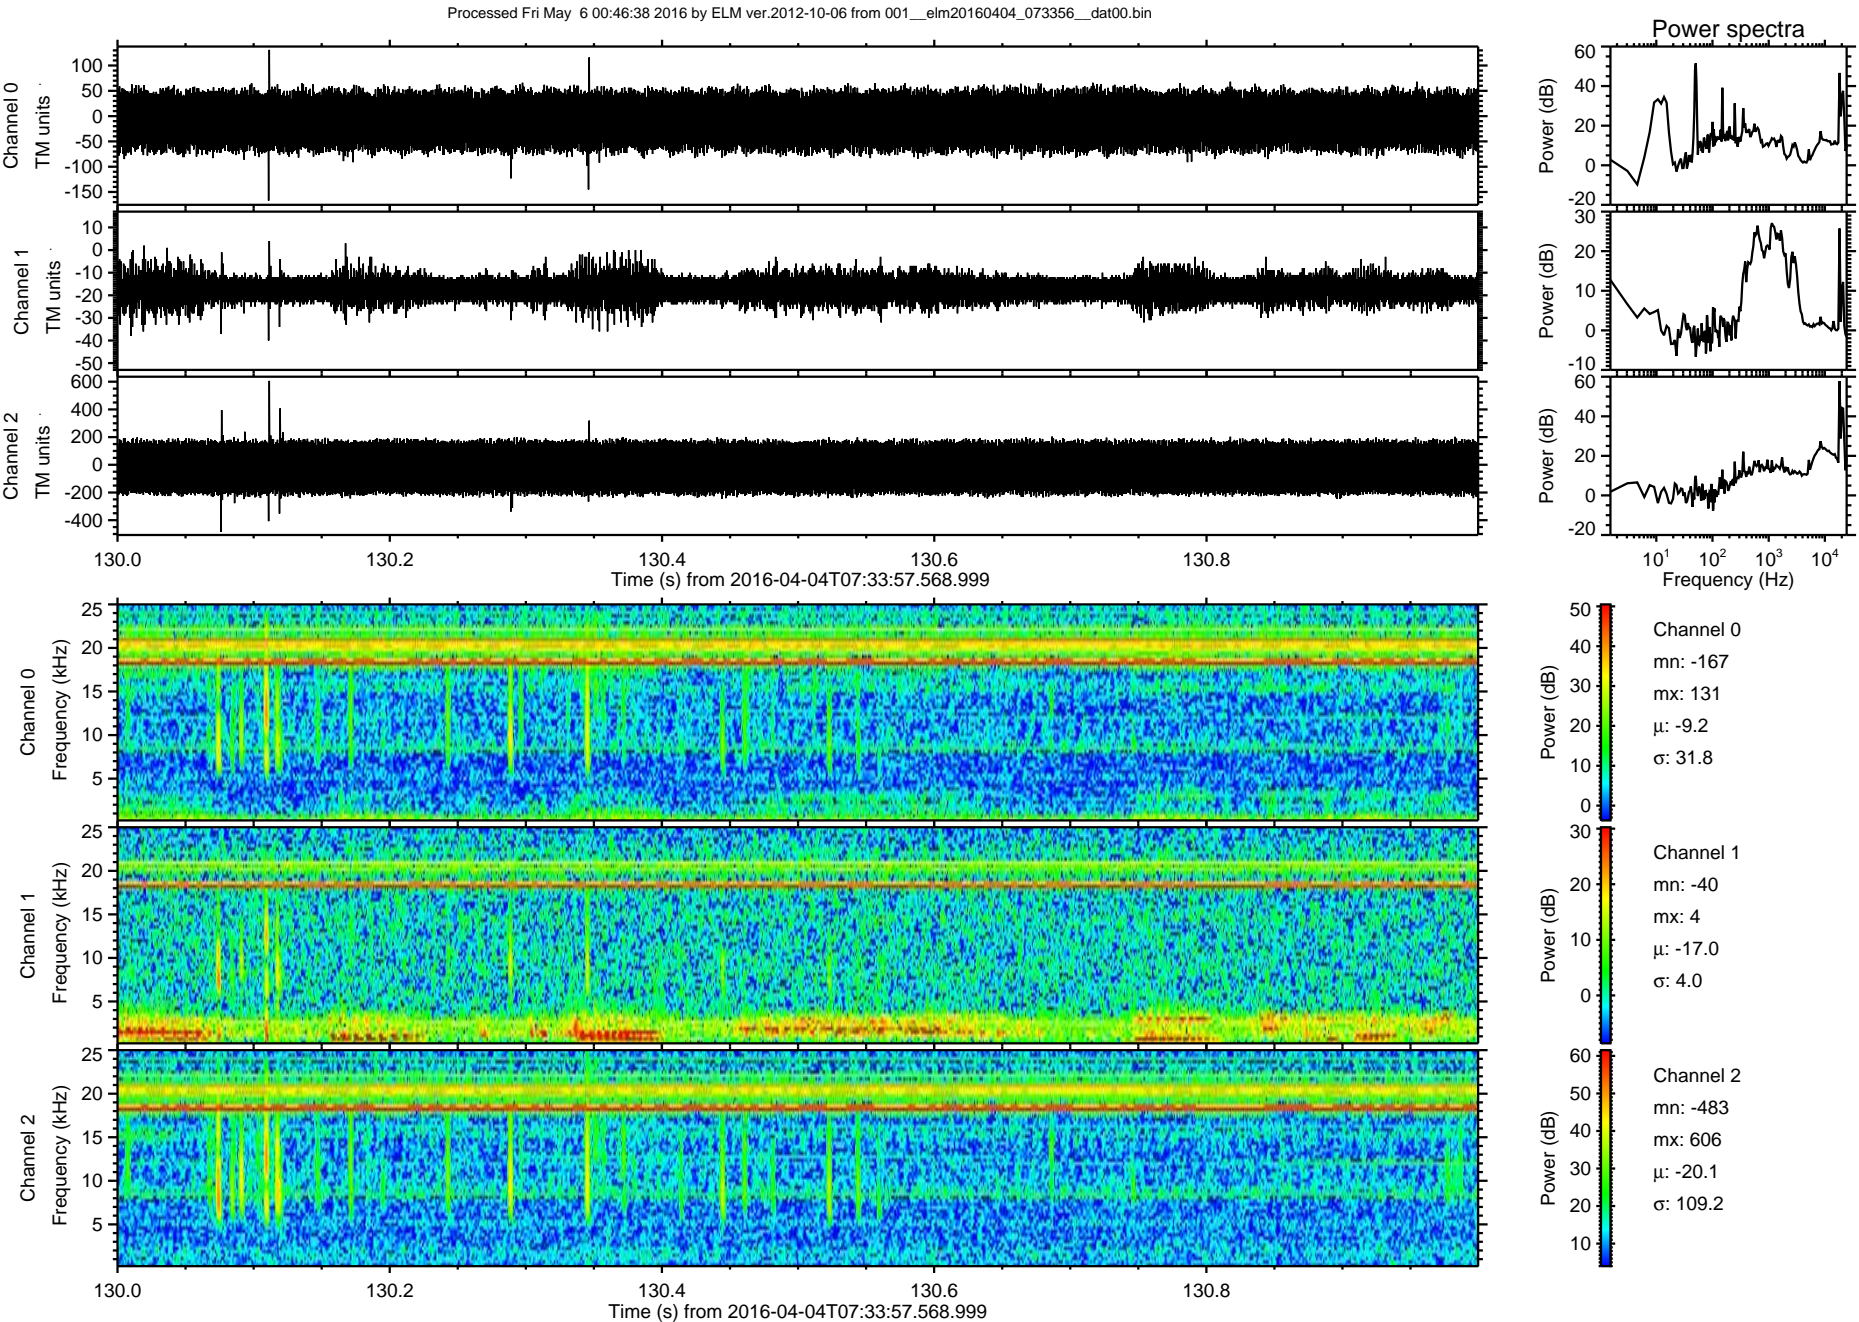 Processed Fri May  6 00:46:38 2016 by ELM ver.2012-10-06 from 001__elm20160404_073356__dat00.bin
Power spectra
Channel 0
TM units
100
50
0
-50
-100
-150
Power (dB)
60
40
20
0
-20
Channel 1
TM units
10
0
-10
-20
-30
-40
-50
Power (dB)
30
20
10
0
-10
Channel 2
TM units
600
400
200
0
-200
-400
Power (dB)
60
40
20
0
-20
130.0 130.2 130.4 130.6 130.8
Time (s) from 2016-04-04T07:33:57.568.999
10¹ 10² 10³ 10⁴
Frequency (Hz)
Channel 0
Frequency (kHz)
25
20
15
10
5
Power (dB)
50
40
30
20
10
0
Channel 0
mn: -167
mx: 131
μ: -9.2
σ: 31.8
Channel 1
Frequency (kHz)
25
20
15
10
5
Power (dB)
30
20
10
0
Channel 1
mn: -40
mx: 4
μ: -17.0
σ: 4.0
Channel 2
Frequency (kHz)
25
20
15
10
5
Power (dB)
60
50
40
30
20
10
Channel 2
mn: -483
mx: 606
μ: -20.1
σ: 109.2
130.0 130.2 130.4 130.6 130.8
Time (s) from 2016-04-04T07:33:57.568.999